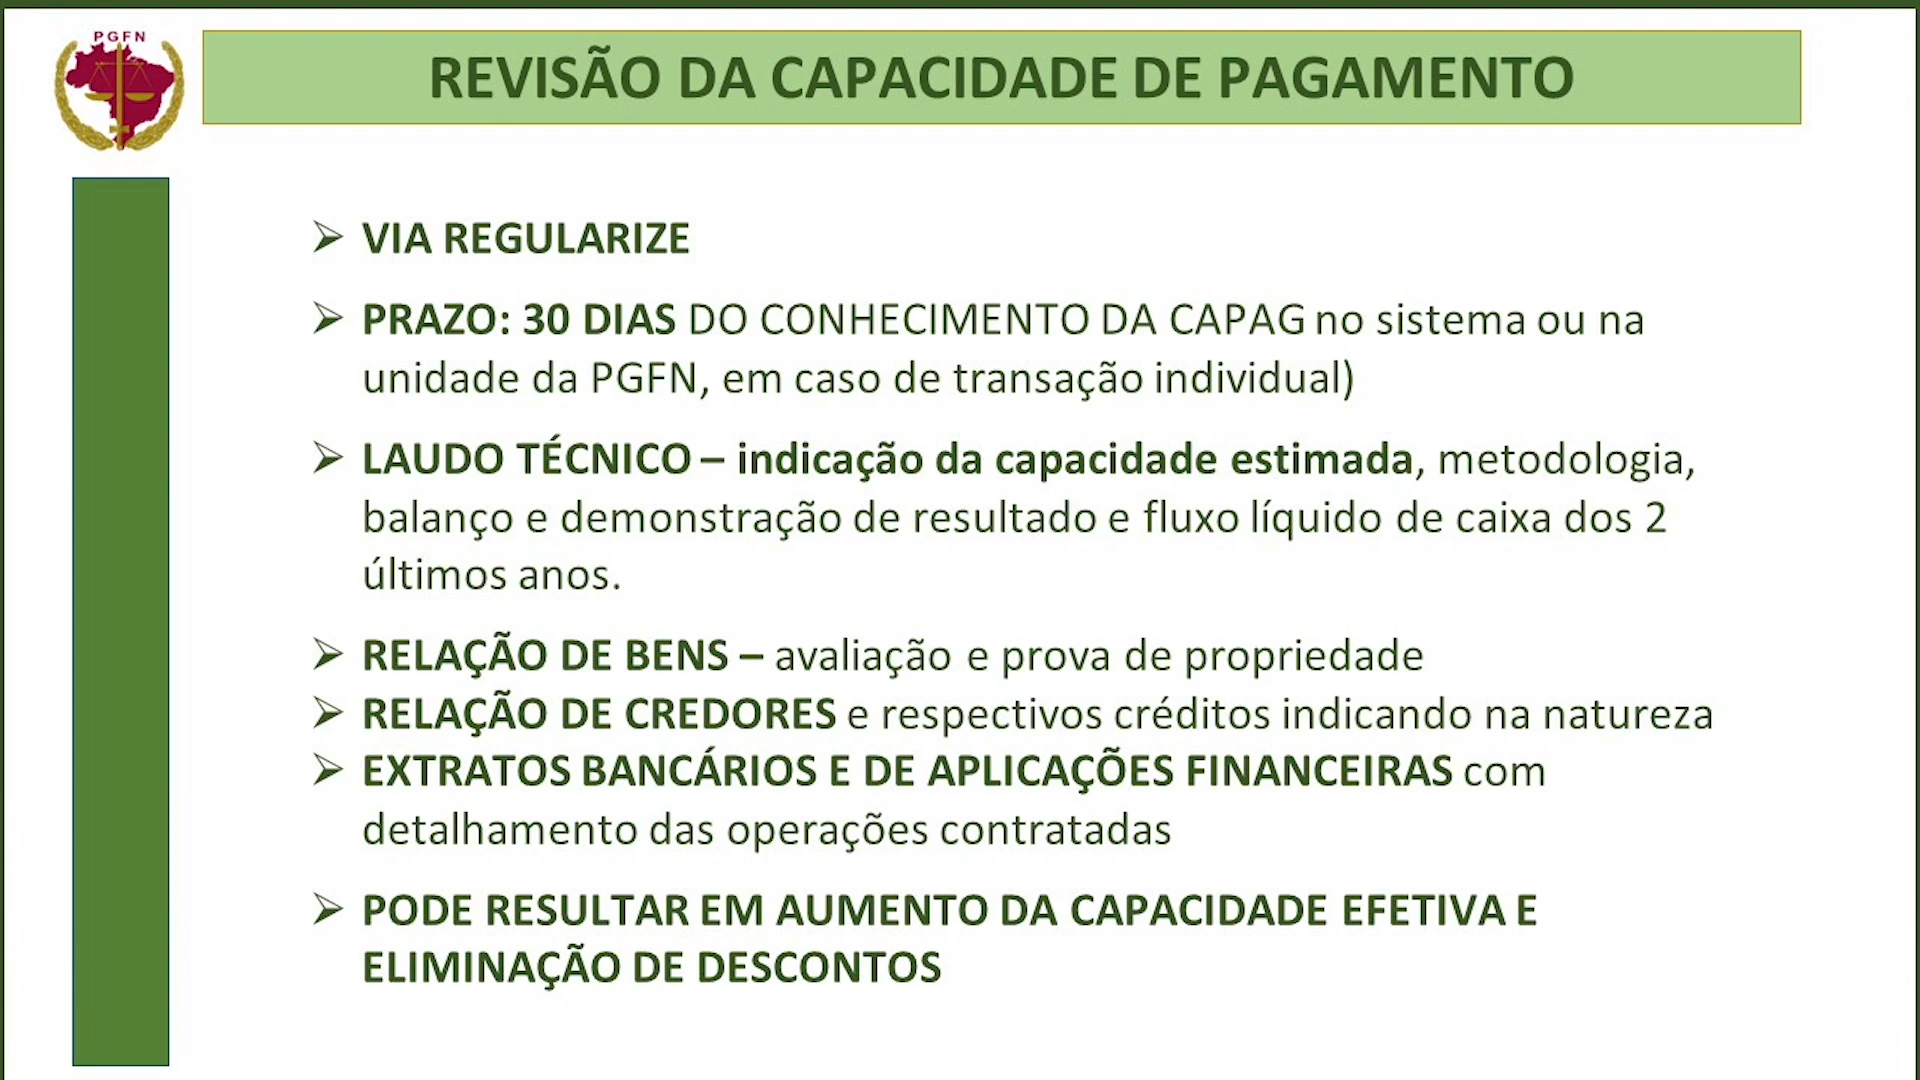 PGFN
REVISÃO DA CAPACIDADE DE PAGAMENTO
➢ VIA REGULARIZE
➢ PRAZO: 30 DIAS DO CONHECIMENTO DA CAPAG no sistema ou na
unidade da PGFN, em caso de transação individual)
➢ LAUDO TÉCNICO – indicação da capacidade estimada, metodologia,
balanço e demonstração de resultado e fluxo líquido de caixa dos 2
últimos anos.
➢ RELAÇÃO DE BENS – avaliação e prova de propriedade
➢ RELAÇÃO DE CREDORES e respectivos créditos indicando na natureza
➢ EXTRATOS BANCÁRIOS E DE APLICAÇÕES FINANCEIRAS com
detalhamento das operações contratadas
➢ PODE RESULTAR EM AUMENTO DA CAPACIDADE EFETIVA E
ELIMINAÇÃO DE DESCONTOS